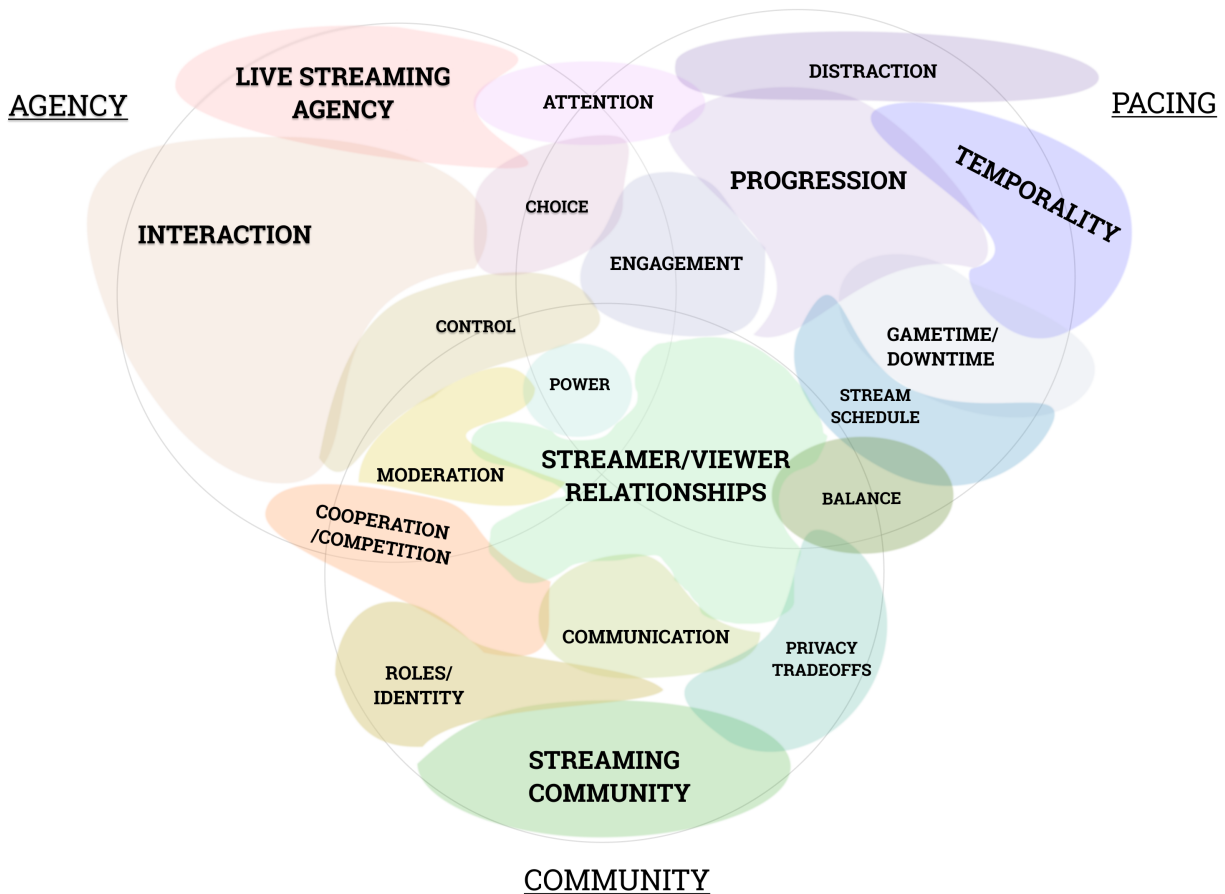 AGENCY
LIVE STREAMING
AGENCY
ATTENTION
DISTRACTION
PACING
INTERACTION
CHOICE
ENGAGEMENT
PROGRESSION
TEMPORALITY
CONTROL
POWER
GAMETIME/
DOWNTIME
STREAM
SCHEDULE
MODERATION
STREAMER/VIEWER
RELATIONSHIPS
BALANCE
COOPERATION
/COMPETITION
COMMUNICATION
PRIVACY
TRADEOFFS
ROLES/
IDENTITY
STREAMING
COMMUNITY
COMMUNITY